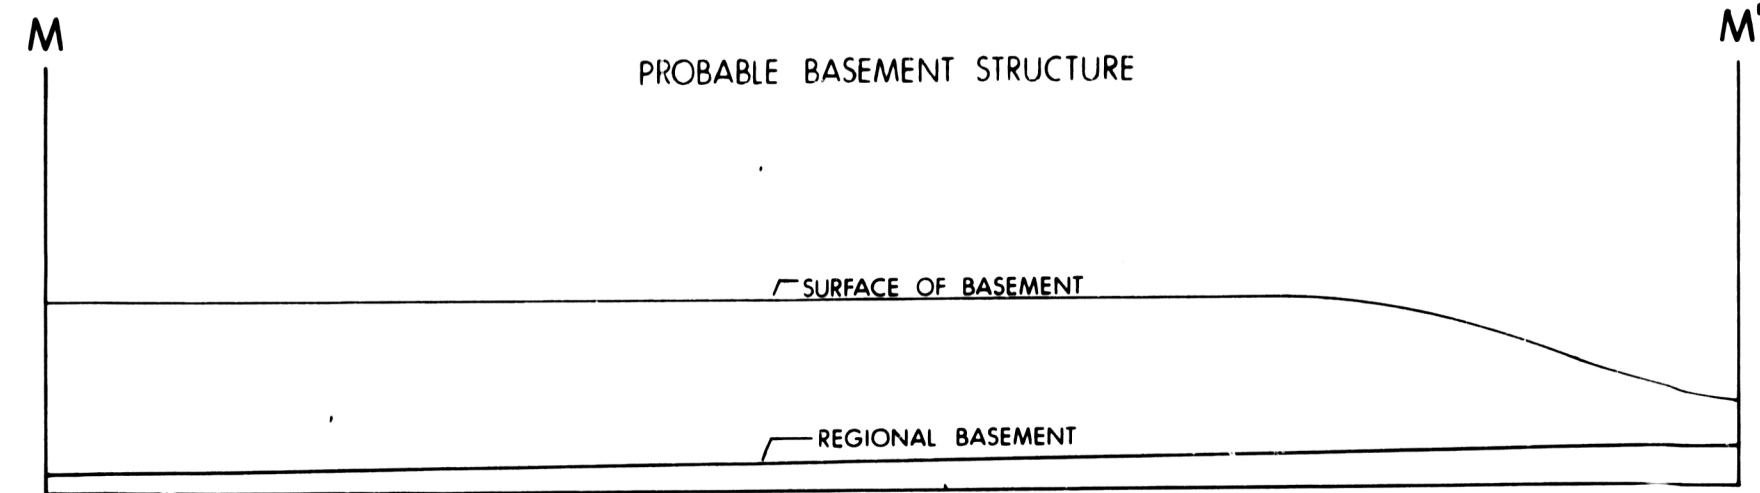 M M'
PROBABLE BASEMENT STRUCTURE
SURFACE OF BASEMENT
REGIONAL BASEMENT